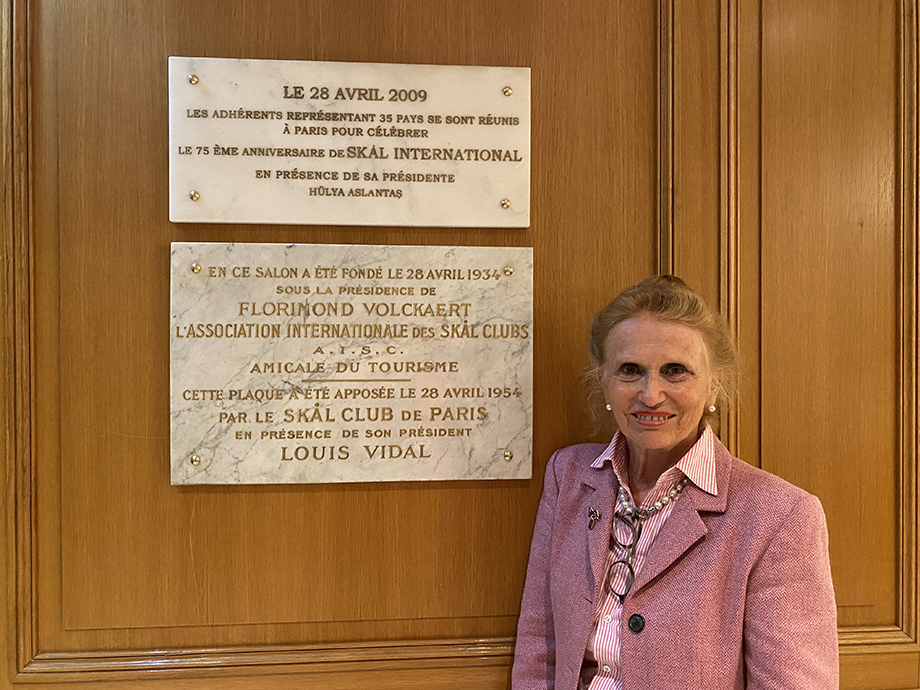 LE 28 AVRIL 2009
LES ADHÉRENTS REPRÉSENTANT 35 PAYS SE SONT RÉUNIS
À PARIS POUR CÉLÉBRER
LE 75 ÈME ANNIVERSAIRE DE SKÅL INTERNATIONAL
EN PRÉSENCE DE SA PRÉSIDENTE
HÜLYA ASLANTAŞ
EN CE SALON A ÉTÉ FONDÉ LE 28 AVRIL 1934
SOUS LA PRÉSIDENCE DE
FLORIMOND VOLCKAERT
L'ASSOCIATION INTERNATIONALE DES SKÅL CLUBS
A.I.S.C.
AMICALE DU TOURISME
CETTE PLAQUE A ÉTÉ APPOSÉE LE 28 AVRIL 1954
PAR LE SKÅL CLUB DE PARIS
EN PRÉSENCE DE SON PRÉSIDENT
LOUIS VIDAL